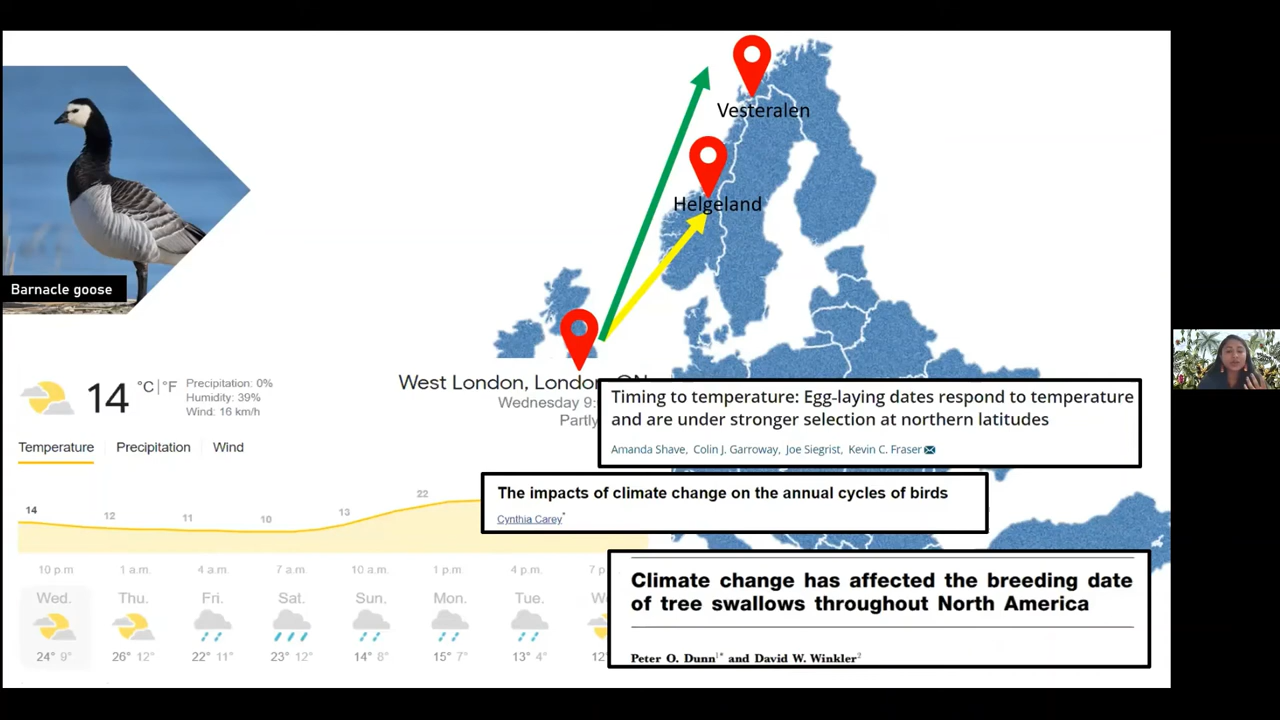 Vesteralen
Helgeland
Barnacle goose
14 °C | °F
Precipitation: 0%
Humidity: 39%
Wind: 16 km/h
West London, London
Wednesday 9:
Partly
Temperature Precipitation Wind
14 12 11 10 13 22
10 p.m. 1 a.m. 4 a.m. 7 a.m. 10 a.m. 1 p.m. 4 p.m. 7 p
Wed. Thu. Fri. Sat. Sun. Mon. Tue. W
24° 9° 26° 12° 22° 11° 23° 12° 14° 8° 15° 7° 13° 4° 12°
Timing to temperature: Egg-laying dates respond to temperature
and are under stronger selection at northern latitudes
Amanda Shave, Colin J. Garroway, Joe Siegrist, Kevin C. Fraser
The impacts of climate change on the annual cycles of birds
Cynthia Carey*
Climate change has affected the breeding date
of tree swallows throughout North America
Peter O. Dunn1* and David W. Winkler2